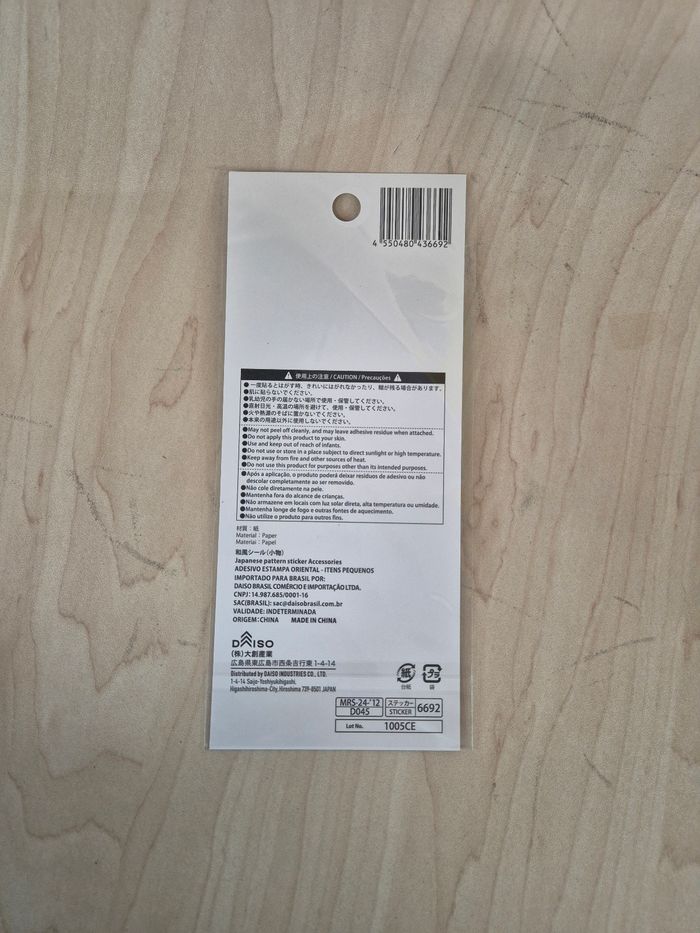 4 550480 436692
使用上の注意 / CAUTION / Precauções
●一度貼るとはがす時、きれいにはがれなかったり、糊が残る場合があります。
●肌に貼らないでください。
●乳幼児の手の届かない場所で使用・保管してください。
●直射日光・高温の場所を避けて、使用・保管してください。
●火や熱源のそばに置かないでください。
●本来の用途以外に使用しないでください。
●May not peel off cleanly, and may leave adhesive residue when attached.
●Do not apply this product to your skin.
●Use and keep out of reach of infants.
●Do not use or store in a place subject to direct sunlight or high temperature.
●Keep away from fire and other sources of heat.
●Do not use this product for purposes other than its intended purposes.
●Após a aplicação, o produto poderá deixar resíduos de adesivo ou não
descolar completamente ao ser removido.
●Não cole diretamente na pele.
●Mantenha fora do alcance de crianças.
●Não armazene em locais com luz solar direta, alta temperatura ou umidade.
●Mantenha longe de fogo e outras fontes de aquecimento.
●Não utilize o produto para outros fins.
材質：紙
Material : Paper
Material : Papel
和風シール（小物）
Japanese pattern sticker Accessories
ADESIVO ESTAMPA ORIENTAL - ITENS PEQUENOS
IMPORTADO PARA BRASIL POR:
DAISO BRASIL COMÉRCIO E IMPORTAÇÃO LTDA.
CNPJ: 14.987.685/0001-16
SAC(BRASIL): sac@daisobrasil.com.br
VALIDADE: INDETERMINADA
ORIGEM: CHINA MADE IN CHINA
DAISO
(株)大創産業
広島県東広島市西条吉行東1-4-14
Distributed by DAISO INDUSTRIES CO., LTD.
1-4-14 Saijo-Yoshiyukihigashi,
Higashihiroshima-City, Hiroshima 739-8501 JAPAN
紙 プラ
台紙 袋
MRS-24-'12
D045
ステッカー
STICKER
6692
Lot No. 1005CE